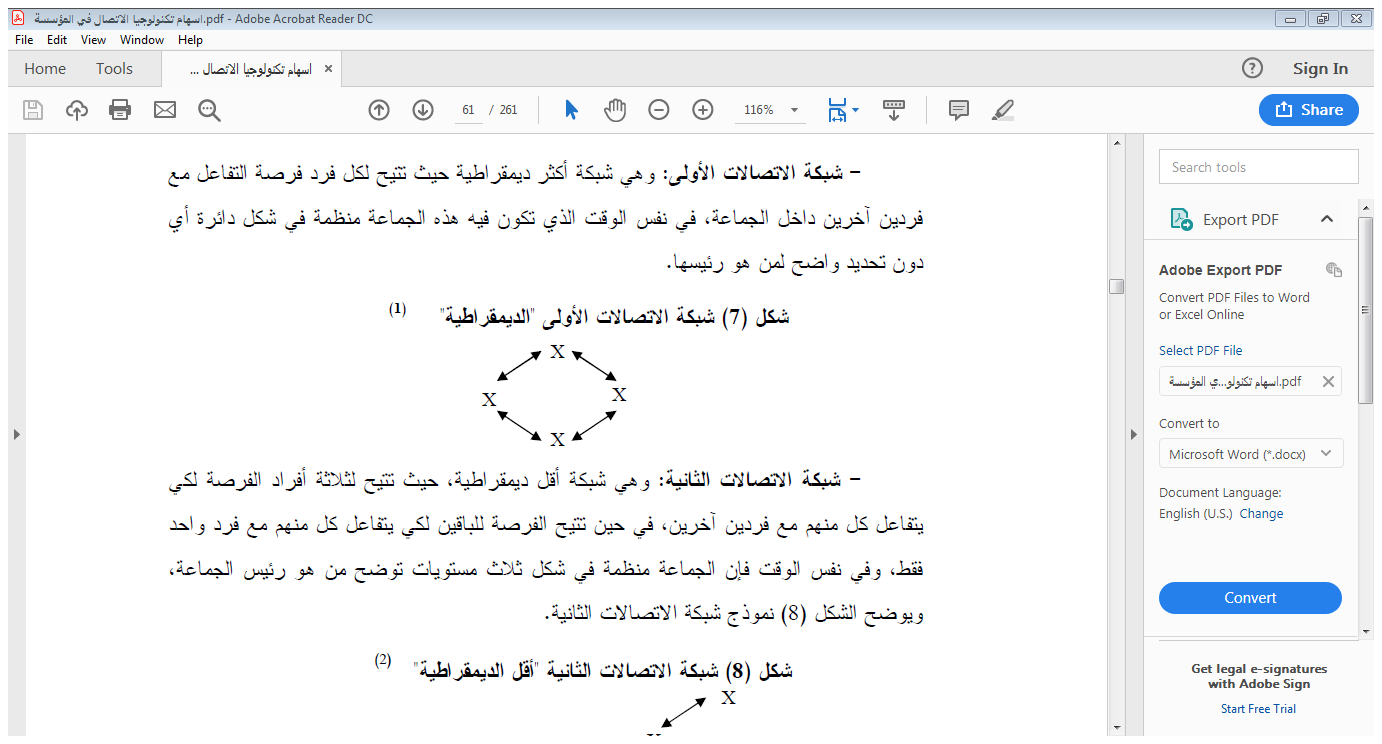 اسهام تكنولوجيا الاتصال في المؤسسة.pdf - Adobe Acrobat Reader DC
File Edit View Window Help
Home Tools اسهام تكنولوجيا الاتصال ... ×
? Sign In
61 / 261 116% Share
– شبكة الاتصالات الأولى: وهي شبكة أكثر ديمقراطية حيث تتيح لكل فرد فرصة التفاعل مع
فردين آخرين داخل الجماعة، في نفس الوقت الذي تكون فيه هذه الجماعة منظمة في شكل دائرة أي
دون تحديد واضح لمن هو رئيسها.
شكل (7) شبكة الاتصالات الأولى "الديمقراطية" (1)
X
X X
X
– شبكة الاتصالات الثانية: وهي شبكة أقل ديمقراطية، حيث تتيح لثلاثة أفراد الفرصة لكي
يتفاعل كل منهم مع فردين آخرين، في حين تتيح الفرصة للباقين لكي يتفاعل كل منهم مع فرد واحد
فقط، وفي نفس الوقت فإن الجماعة منظمة في شكل ثلاث مستويات توضح من هو رئيس الجماعة،
ويوضح الشكل (8) نموذج شبكة الاتصالات الثانية.
شكل (8) شبكة الاتصالات الثانية "أقل الديمقراطية" (2)
X
Search tools
Export PDF
Adobe Export PDF
Convert PDF Files to Word
or Excel Online
Select PDF File
اسهام تكنولو...ي المؤسسة.pdf
Convert to
Microsoft Word (*.docx)
Document Language:
English (U.S.) Change
Convert
Get legal e-signatures
with Adobe Sign
Start Free Trial